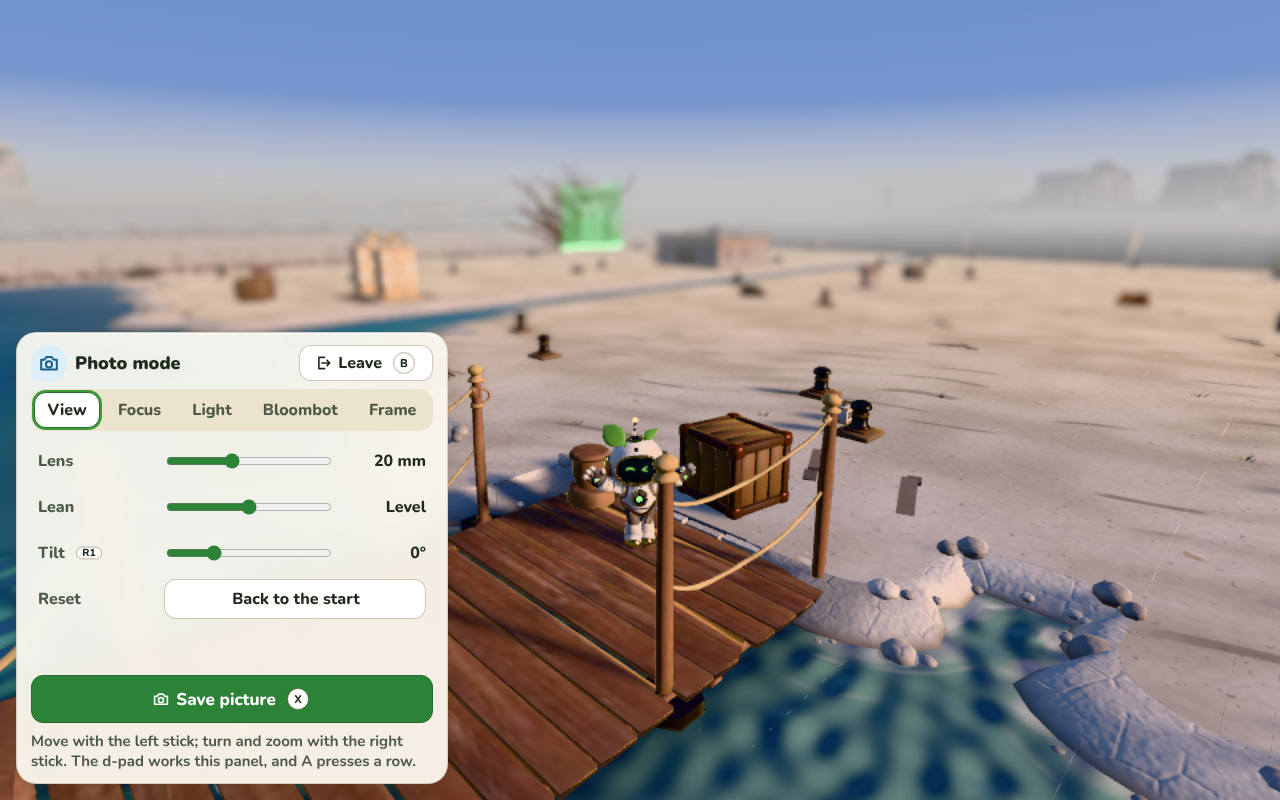 Photo mode
Leave B
View Focus Light Bloombot Frame
Lens 20 mm
Lean Level
Tilt R1 0°
Reset Back to the start
Save picture X
Move with the left stick; turn and zoom with the right
stick. The d-pad works this panel, and A presses a row.